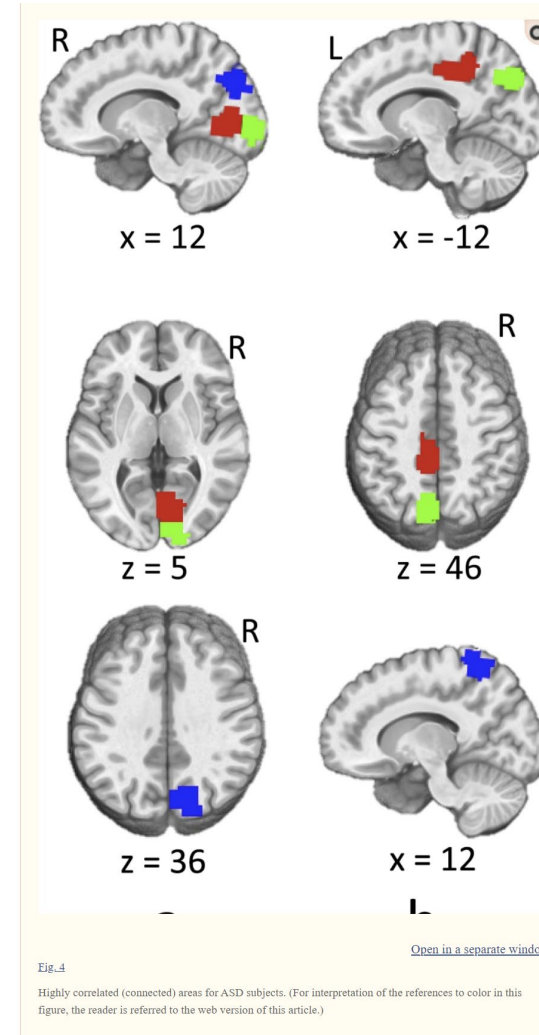 R
L
x = 12
x = -12
R
R
z = 5
z = 46
R
z = 36
x = 12
Open in a separate
Fig. 4
Highly correlated (connected) areas for ASD subjects. (For interpretation of the references to color in this
figure, the reader is referred to the web version of this article.)